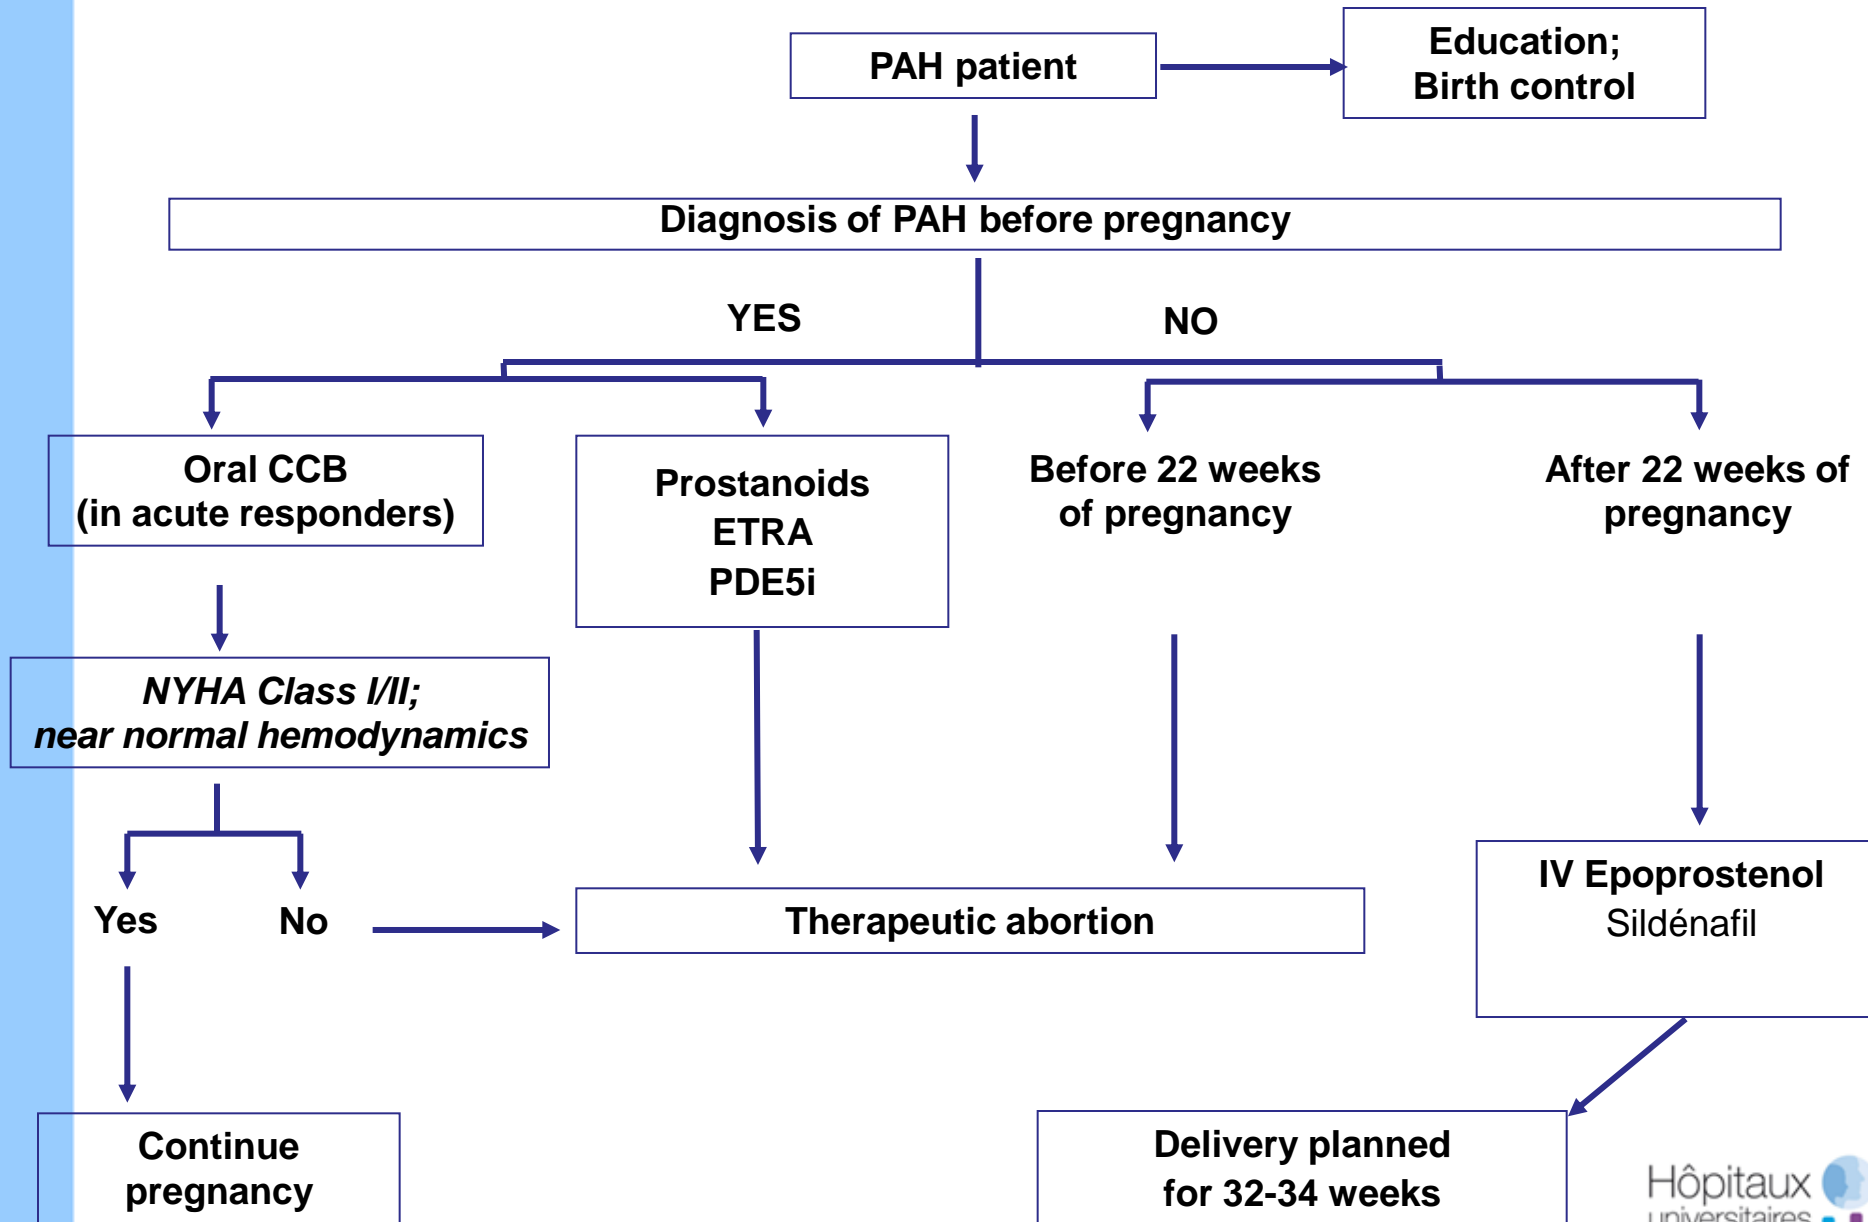 PAH patient
Education;
Birth control
Diagnosis of PAH before pregnancy
YES
NO
Oral CCB
(in acute responders)
Prostanoids
ETRA
PDE5i
Before 22 weeks
of pregnancy
After 22 weeks of
pregnancy
NYHA Class I/II;
near normal hemodynamics
Yes
No
Therapeutic abortion
IV Epoprostenol
Sildénafil
Continue
pregnancy
Delivery planned
for 32-34 weeks
Hôpitaux
universitaires